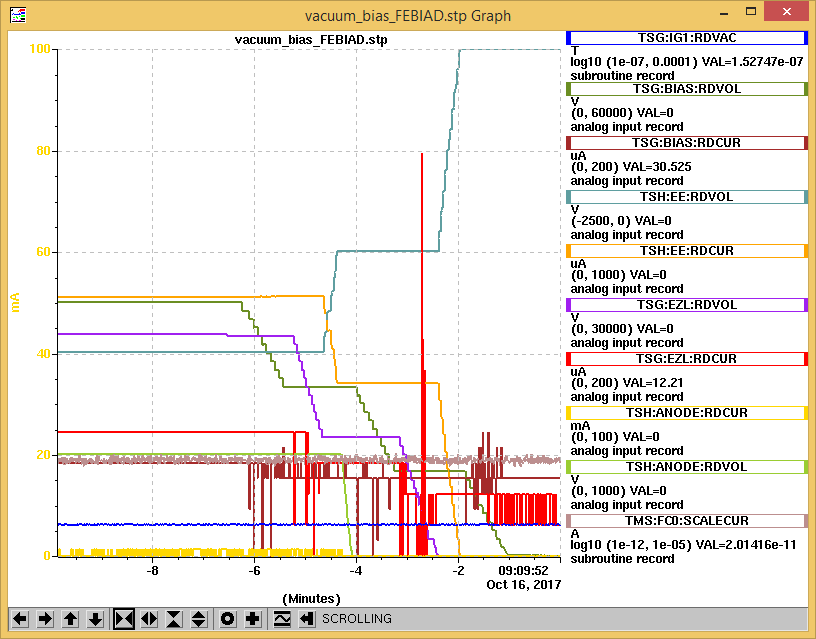 vacuum_bias_FEBIAD.stp Graph
vacuum_bias_FEBIAD.stp
100
80
60
40
20
0
mA
-8
-6
-4
-2
09:09:52
Oct 16, 2017
(Minutes)
TSG:IG1:RDVAC
T
log10 (1e-07, 0.0001) VAL=1.52747e-07
subroutine record
TSG:BIAS:RDVOL
V
(0, 60000) VAL=0
analog input record
TSG:BIAS:RDCUR
uA
(0, 200) VAL=30.525
analog input record
TSH:EE:RDVOL
V
(-2500, 0) VAL=0
analog input record
TSH:EE:RDCUR
uA
(0, 1000) VAL=0
analog input record
TSG:EZL:RDVOL
V
(0, 30000) VAL=0
analog input record
TSG:EZL:RDCUR
uA
(0, 200) VAL=12.21
analog input record
TSH:ANODE:RDCUR
mA
(0, 100) VAL=0
analog input record
TSH:ANODE:RDVOL
V
(0, 1000) VAL=0
analog input record
TMS:FC0:SCALECUR
A
log10 (1e-12, 1e-05) VAL=2.01416e-11
subroutine record
SCROLLING